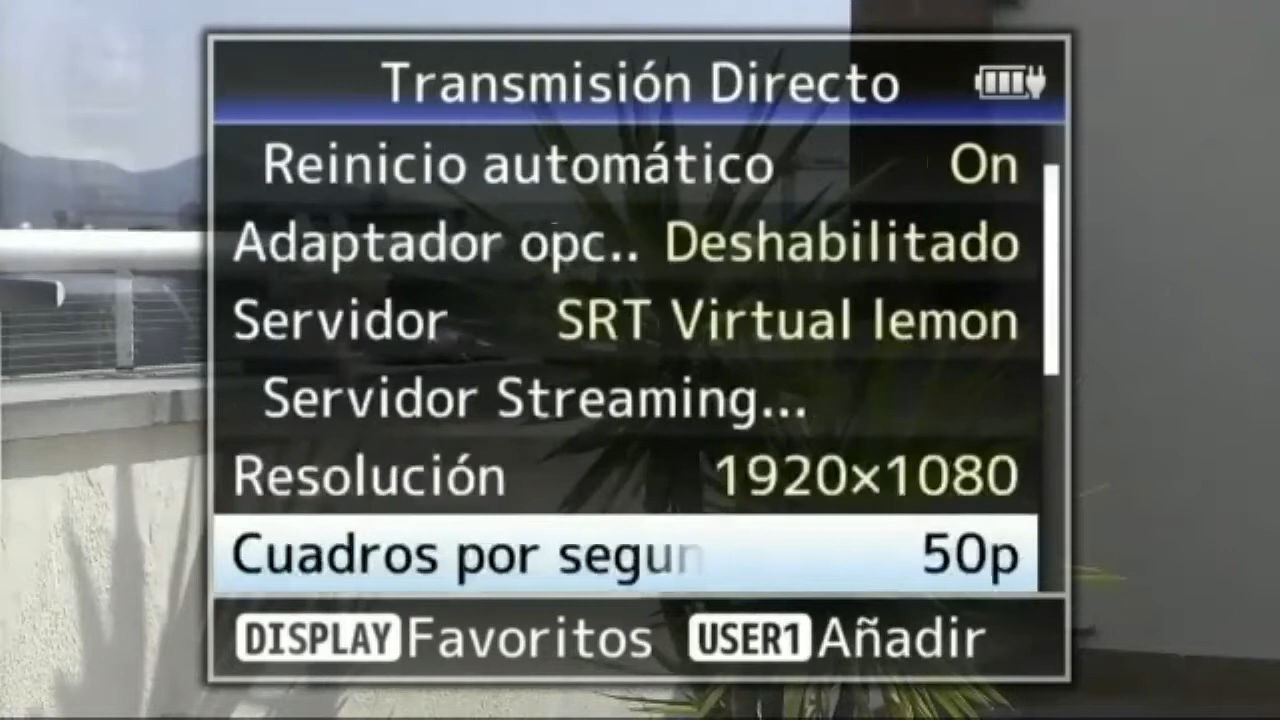 Transmisión Directo
Reinicio automático On
Adaptador opc.. Deshabilitado
Servidor SRT Virtual lemon
Servidor Streaming...
Resolución 1920×1080
Cuadros por segun 50p
DISPLAY Favoritos USER1 Añadir